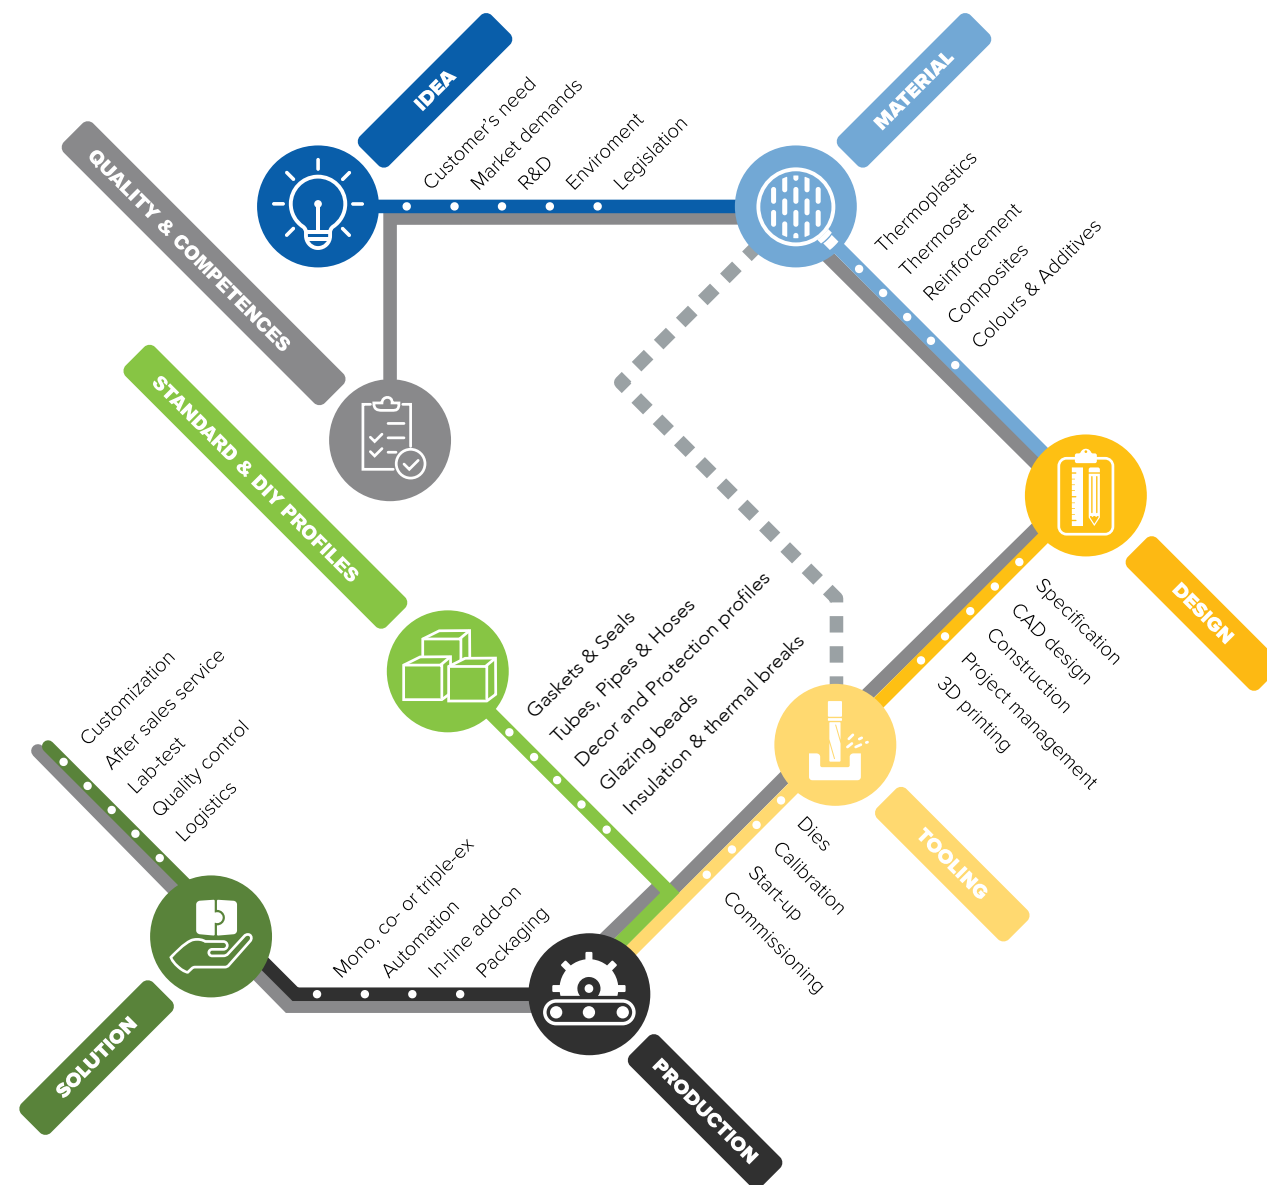 IDEA
Customer's need
Market demands
R&D
Enviroment
Legislation
MATERIAL
Thermoplastics
Thermoset
Reinforcement
Composites
Colours & Additives
QUALITY & COMPETENCES
DESIGN
Specification
CAD design
Construction
Project management
3D printing
STANDARD & DIY PROFILES
Gaskets & Seals
Tubes, Pipes & Hoses
Decor and Protection profiles
Glazing beads
Insulation & thermal breaks
TOOLING
Dies
Calibration
Start-up
Commissioning
PRODUCTION
Mono, co- or triple-ex
Automation
In-line add-on
Packaging
SOLUTION
Customization
After sales service
Lab-test
Quality control
Logistics